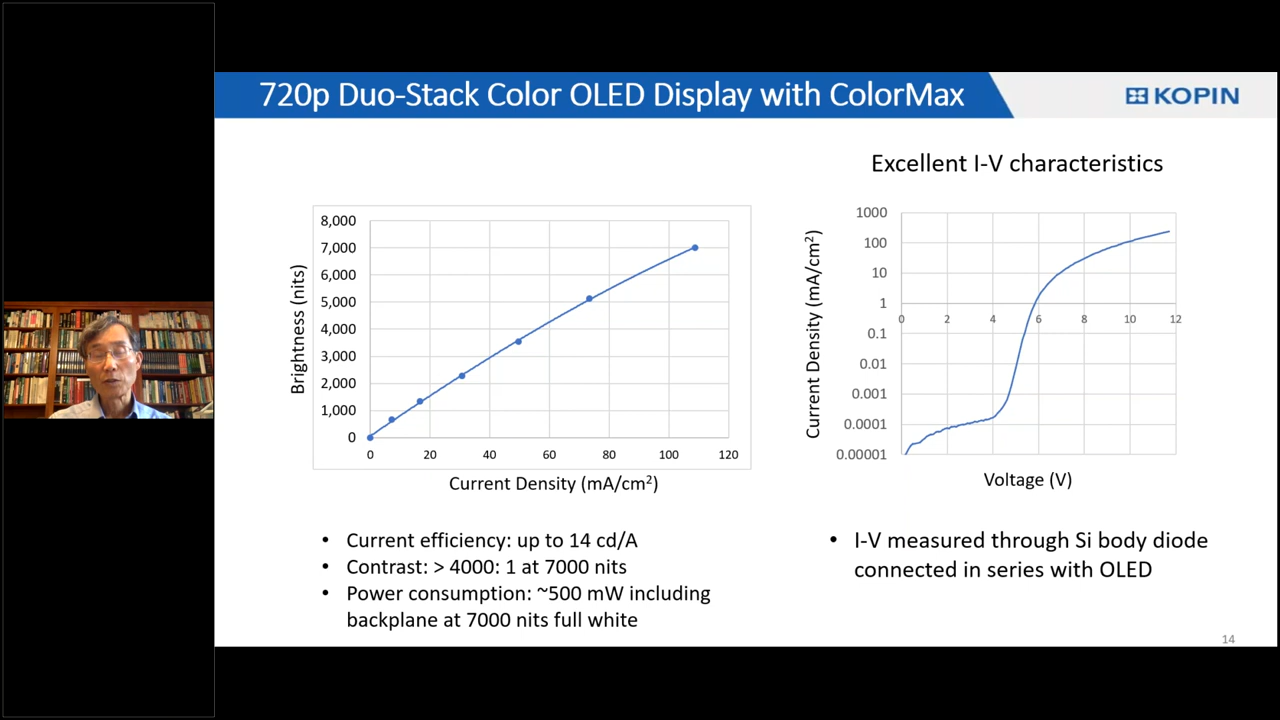 720p Duo-Stack Color OLED Display with ColorMax
KOPIN
Excellent I-V characteristics
8,000
7,000
6,000
5,000
4,000
3,000
2,000
1,000
0
0 20 40 60 80 100 120
Brightness (nits)
Current Density (mA/cm²)
1000
100
10
1
0.1
0.01
0.001
0.0001
0.00001
0 2 4 6 8 10 12
Current Density (mA/cm²)
Voltage (V)
• Current efficiency: up to 14 cd/A
• Contrast: > 4000: 1 at 7000 nits
• Power consumption: ~500 mW including
backplane at 7000 nits full white
• I-V measured through Si body diode
connected in series with OLED
14